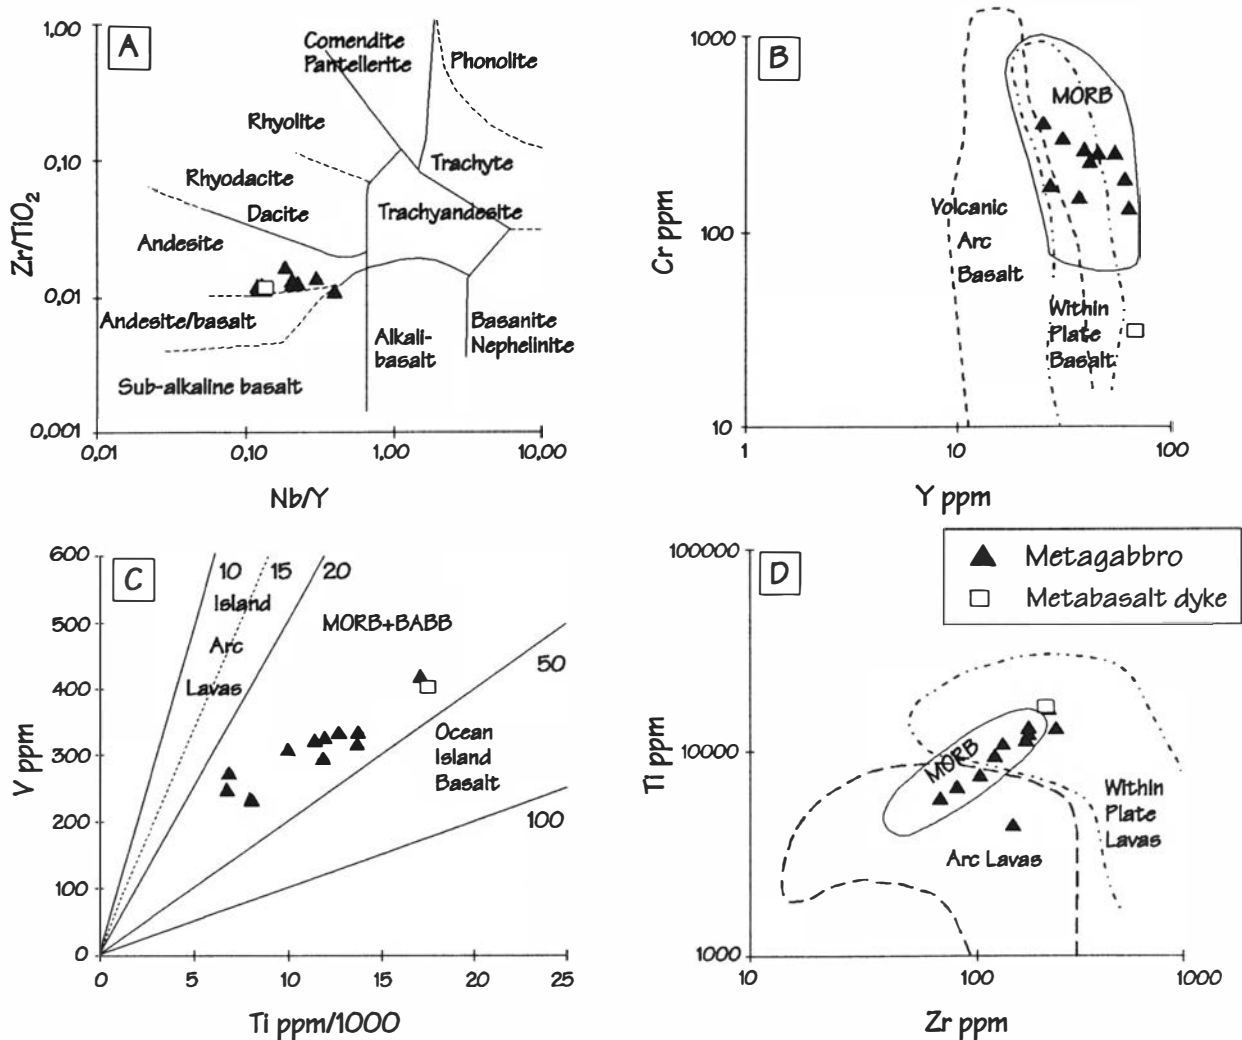 1,00
0,10
0,01
0,001
Zr/TiO2
A
Comendite
Pantellerite
Phonolite
Rhyolite
Trachyte
Rhyodacite
Dacite
Trachyandesite
Andesite
Andesite/basalt
Alkali-
basalt
Basanite
Nephelinite
Sub-alkaline basalt
0,01
0,10
1,00
10,00
Nb/Y
1000
100
10
Cr ppm
B
MORB
Volcanic
Arc
Basalt
Within
Plate
Basalt
1
10
100
Y ppm
600
500
400
300
200
100
0
V ppm
C
10
15
20
Island
Arc
Lavas
MORB+BABB
50
Ocean
Island
Basalt
100
0
5
10
15
20
25
Ti ppm/1000
100000
10000
1000
Ti ppm
D
Metagabbro
Metabasalt dyke
MORB
Within
Plate
Lavas
Arc Lavas
10
100
1000
Zr ppm